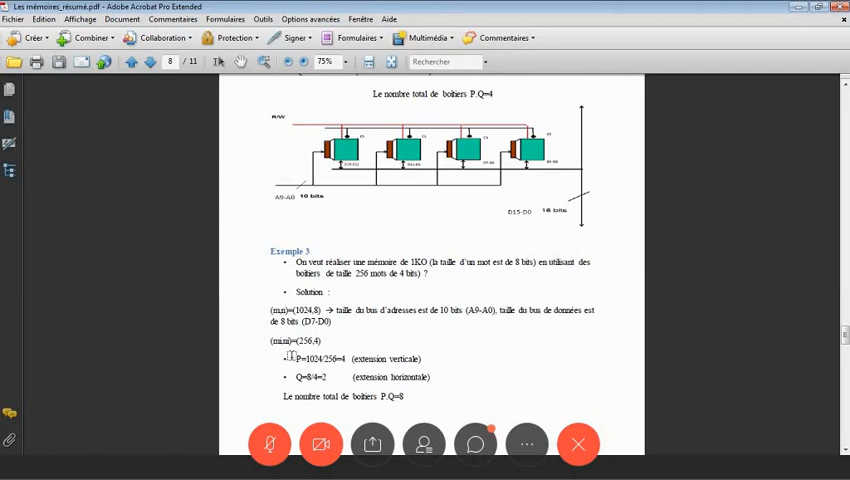 Les mémoires_résumé.pdf - Adobe Acrobat Pro Extended
Fichier Edition Affichage Document Commentaires Formulaires Outils Options avancées Fenêtre Aide
Créer Combiner Collaboration Protection Signer Formulaires Multimédia Commentaires
8 / 11 75% Rechercher
Le nombre total de boîtiers P.Q=4
R/W
A9-A0 10 bits
D15-D0 16 bits
Exemple 3
• On veut réaliser une mémoire de 1KO (la taille d'un mot est de 8 bits) en utilisant des
boîtiers de taille 256 mots de 4 bits) ?
• Solution :
(m,n)=(1024,8) → taille du bus d'adresses est de 10 bits (A9-A0), taille du bus de données est
de 8 bits (D7-D0)
(mi,ni)=(256,4)
• P=1024/256=4 (extension verticale)
• Q=8/4=2 (extension horizontale)
Le nombre total de boîtiers P.Q=8